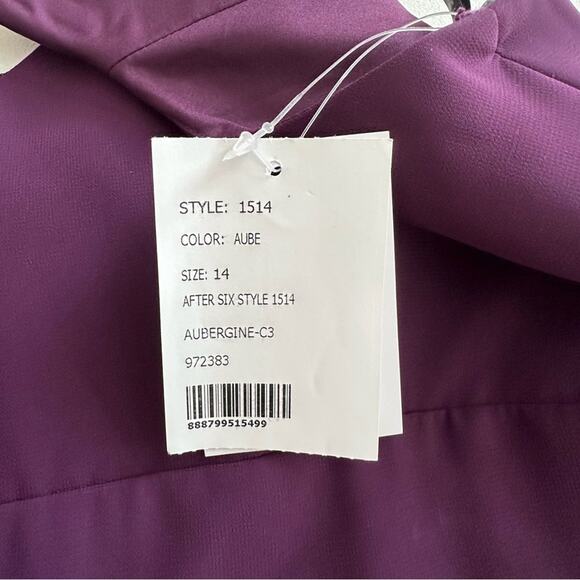 STYLE: 1514
COLOR: AUBE
SIZE: 14
AFTER SIX STYLE 1514
AUBERGINE-C3
972383
888799515499